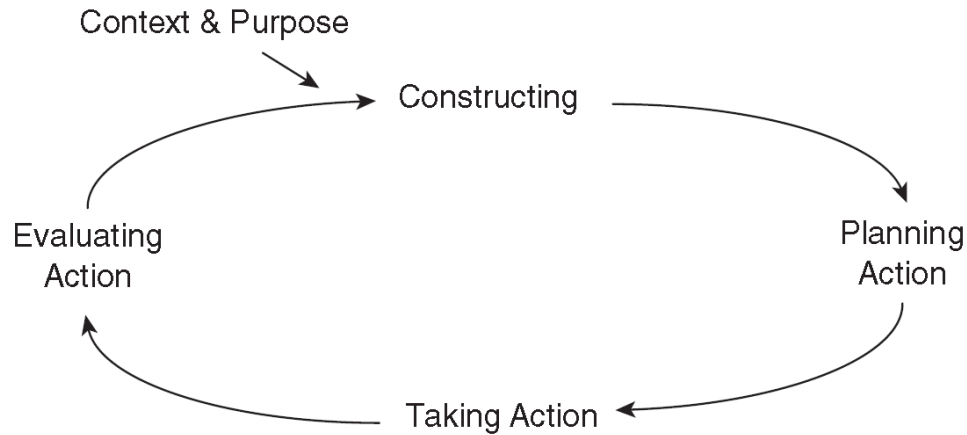 Context & Purpose
Constructing
Evaluating
Action
Planning
Action
Taking Action